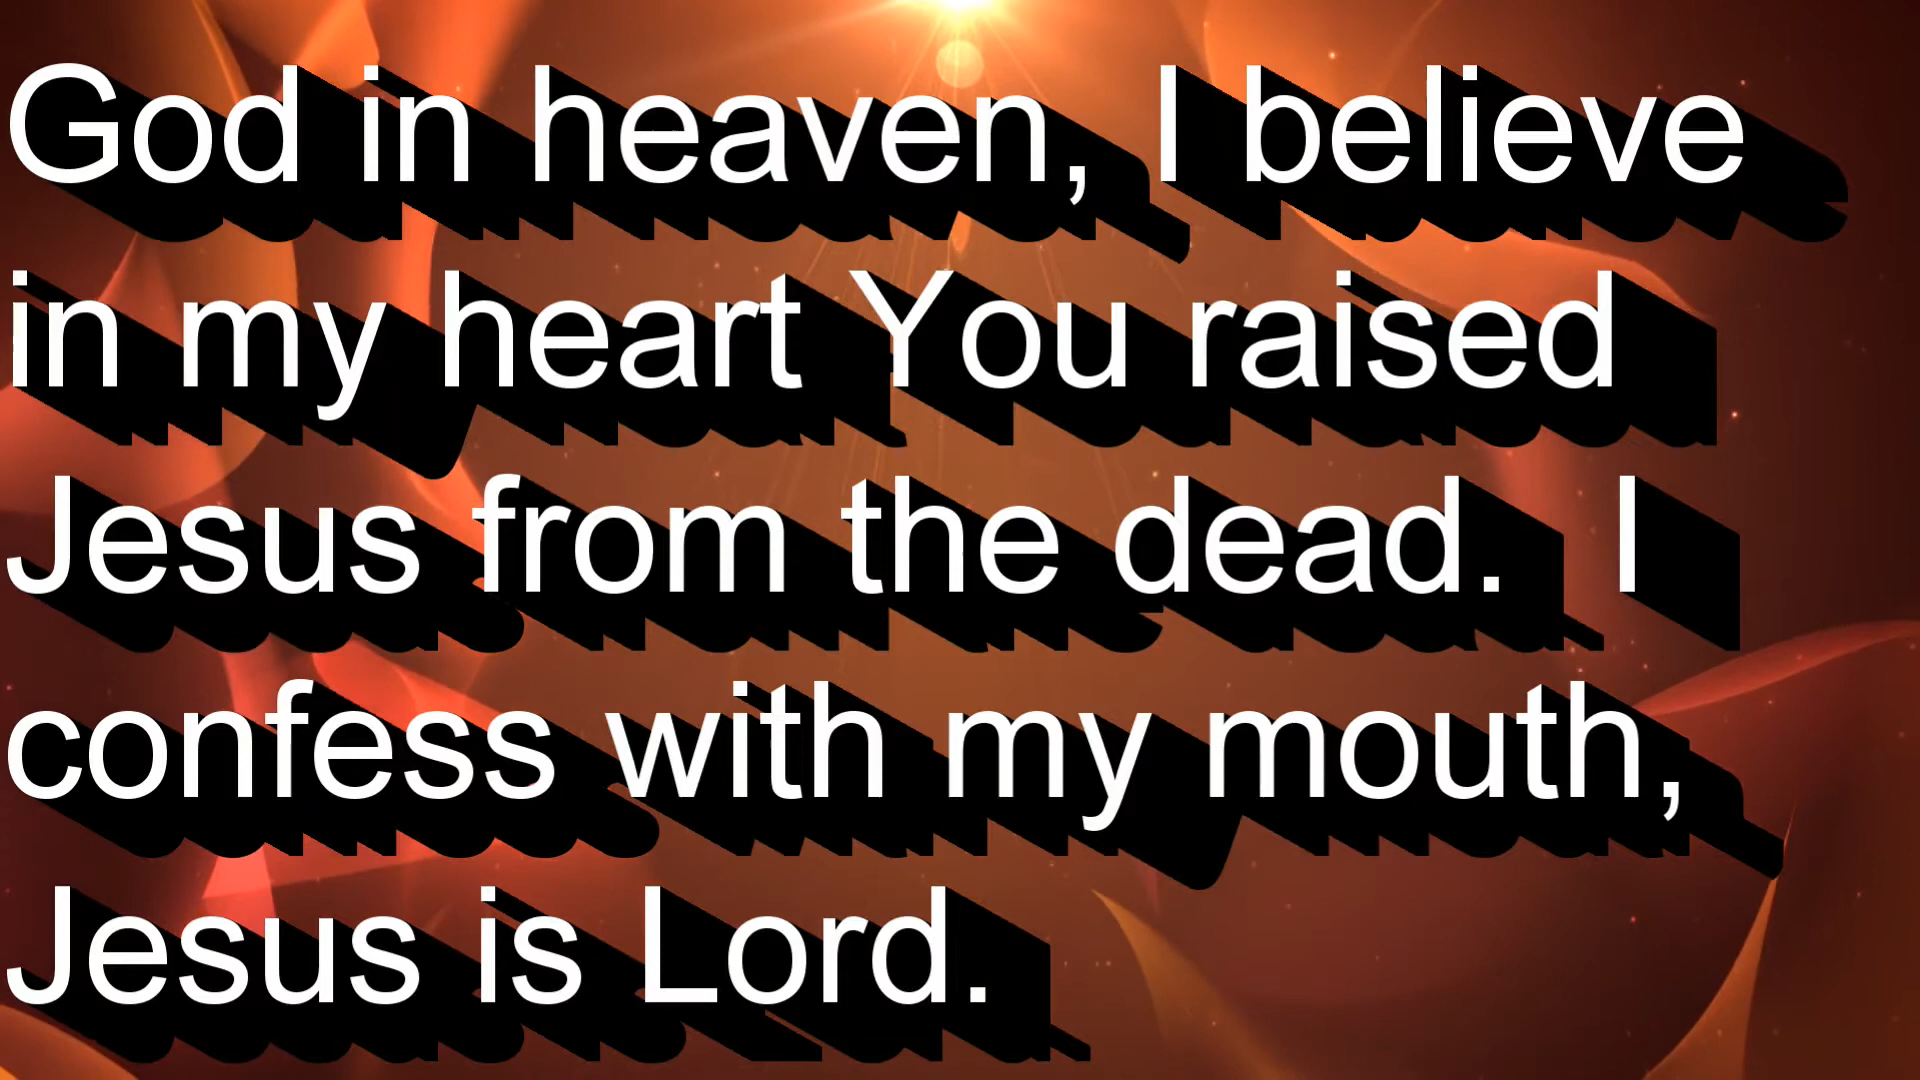 God in heaven, I believe
in my heart You raised
Jesus from the dead.  I
confess with my mouth,
Jesus is Lord.